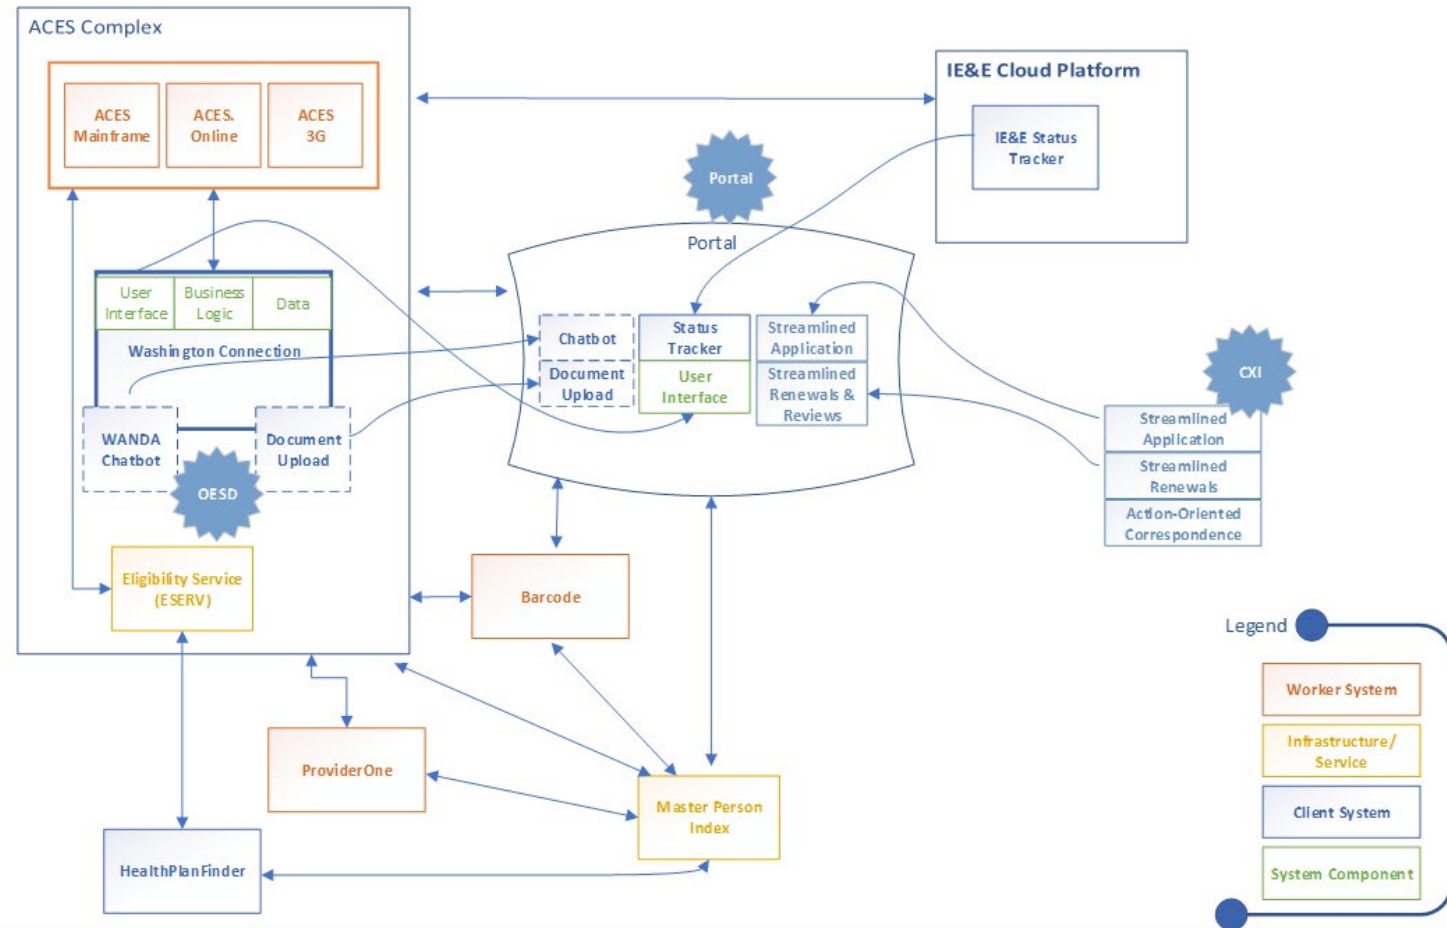 ACES Complex
ACES
Mainframe
ACES.
Online
ACES
3G
IE&E Cloud Platform
IE&E Status
Tracker
Portal
Portal
User
Interface
Business
Logic
Data
Washington Connection
WANDA
Chatbot
Document
Upload
OESD
Chatbot
Document
Upload
Status
Tracker
User
Interface
Streamlined
Application
Streamlined
Renewals &
Reviews
CXI
Streamlined
Application
Streamlined
Renewals
Action-Oriented
Correspondence
Eligibility Service
(ESERV)
Barcode
ProviderOne
Master Person
Index
HealthPlanFinder
Legend
Worker System
Infrastructure/
Service
Client System
System Component